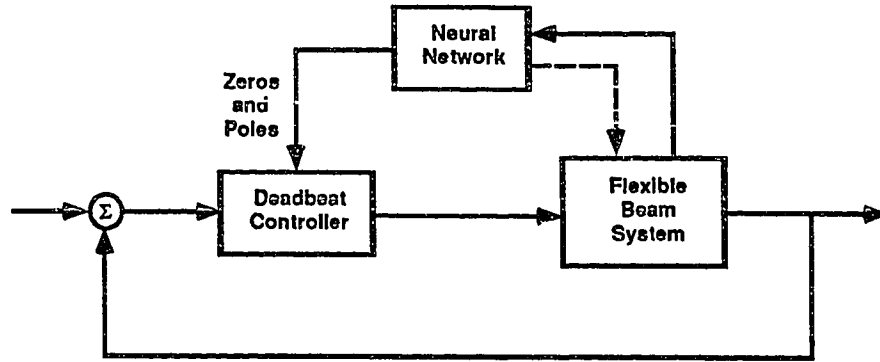 Neural
Network
Zeros
and
Poles
Σ
Deadbeat
Controller
Flexible
Beam
System